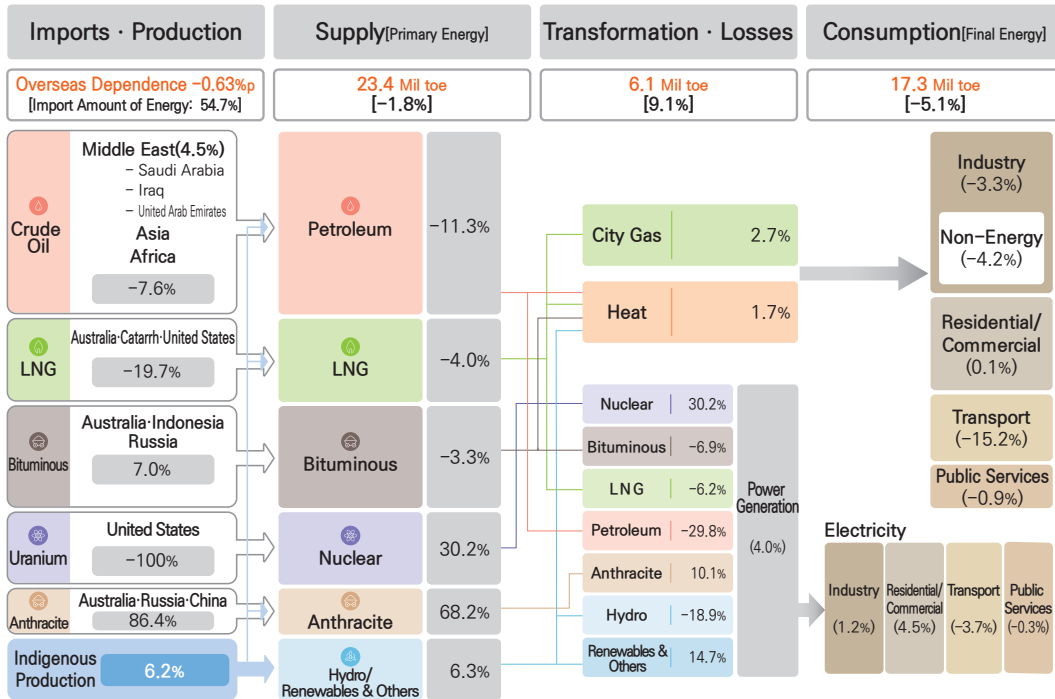 Imports · Production
Supply[Primary Energy]
Transformation · Losses
Consumption[Final Energy]
Overseas Dependence −0.63%p
[Import Amount of Energy: 54.7%]
23.4 Mil toe
[−1.8%]
6.1 Mil toe
[9.1%]
17.3 Mil toe
[−5.1%]
Crude
Oil
Middle East(4.5%)
− Saudi Arabia
− Iraq
− United Arab Emirates
Asia
Africa
−7.6%
LNG
Australia·Catarrh·United States
−19.7%
Bituminous
Australia·Indonesia
Russia
7.0%
Uranium
United States
−100%
Anthracite
Australia·Russia·China
86.4%
Indigenous
Production
6.2%
Petroleum
−11.3%
LNG
−4.0%
Bituminous
−3.3%
Nuclear
30.2%
Anthracite
68.2%
Hydro/
Renewables & Others
6.3%
City Gas
2.7%
Heat
1.7%
Nuclear
30.2%
Bituminous
−6.9%
LNG
−6.2%
Petroleum
−29.8%
Anthracite
10.1%
Hydro
−18.9%
Renewables &
Others
14.7%
Power
Generation
(4.0%)
Industry
(−3.3%)
Non-Energy
(−4.2%)
Residential/
Commercial
(0.1%)
Transport
(−15.2%)
Public Services
(−0.9%)
Electricity
Industry
(1.2%)
Residential/
Commercial
(4.5%)
Transport
(−3.7%)
Public
Services
(−0.3%)